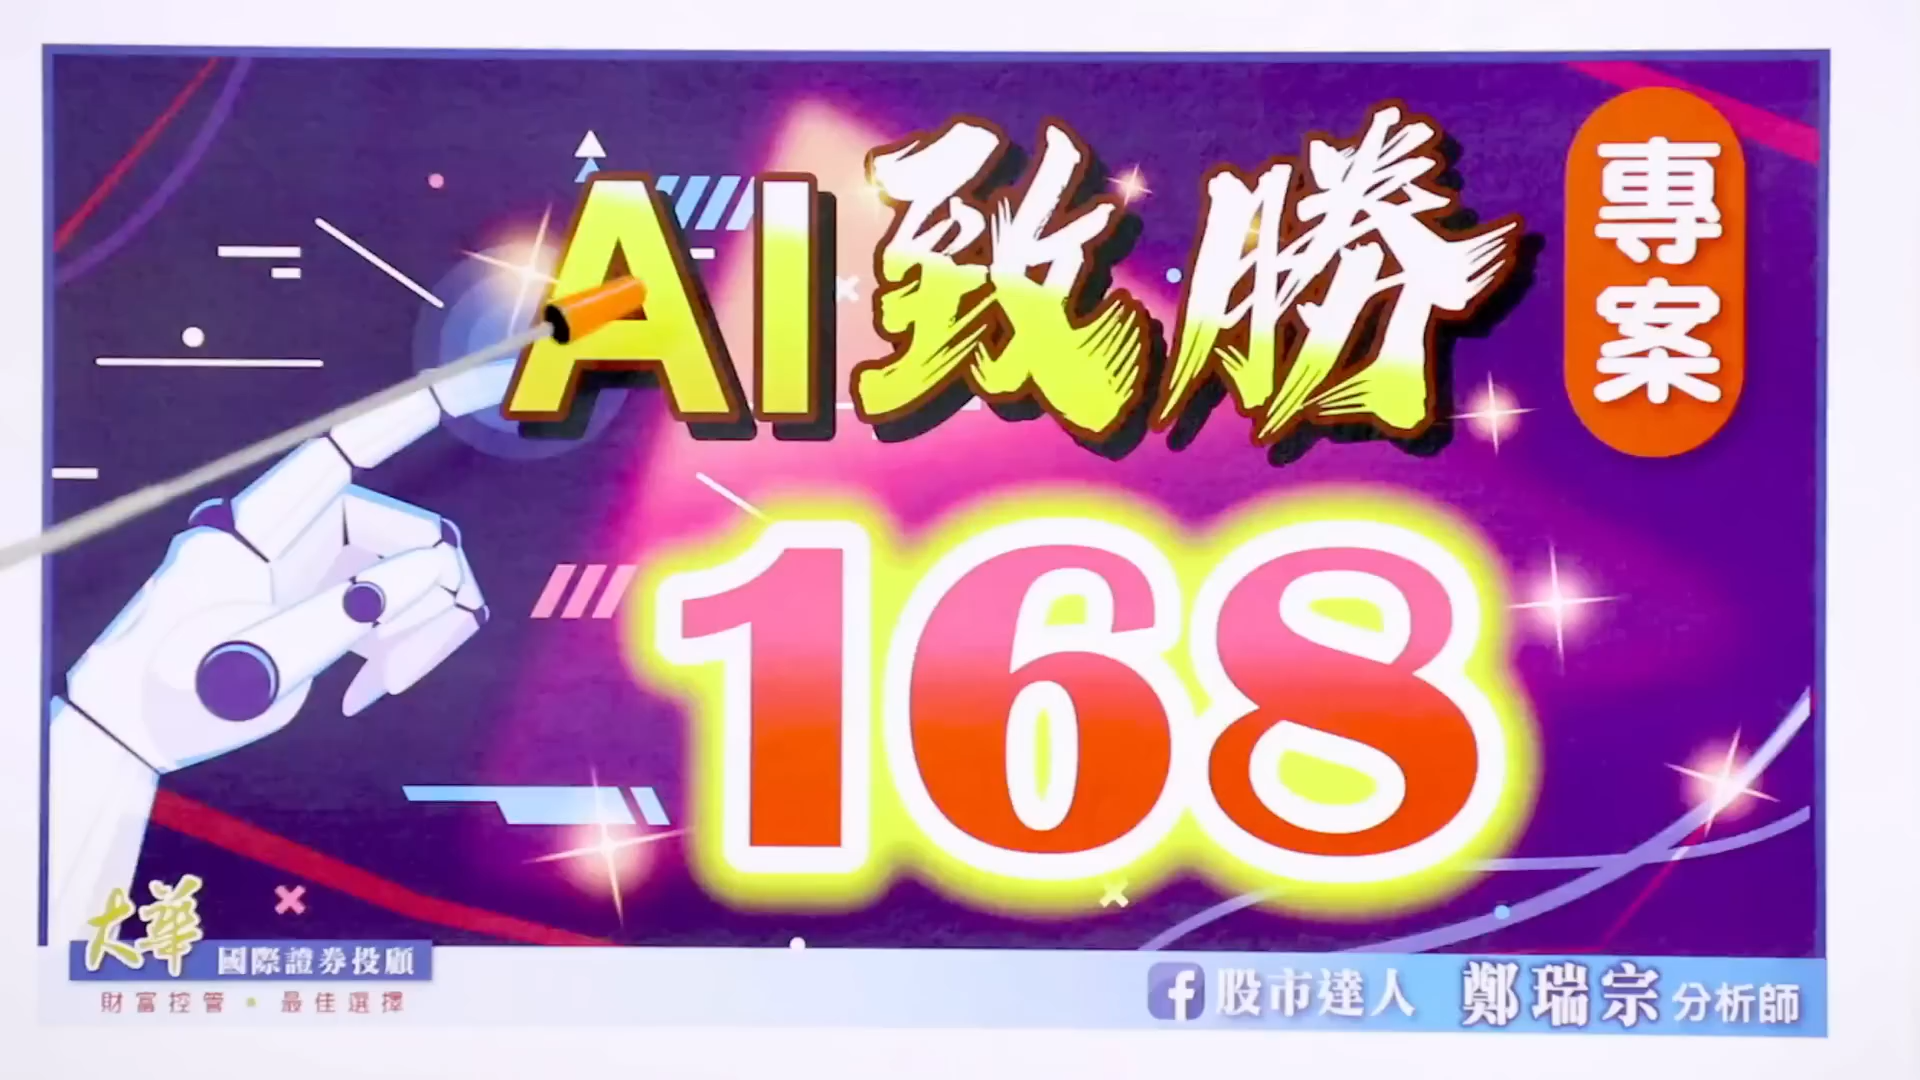 AI致勝
專案
168
大華
國際證券投顧
財富控管•最佳選擇
股市達人 鄭瑞宗 分析師